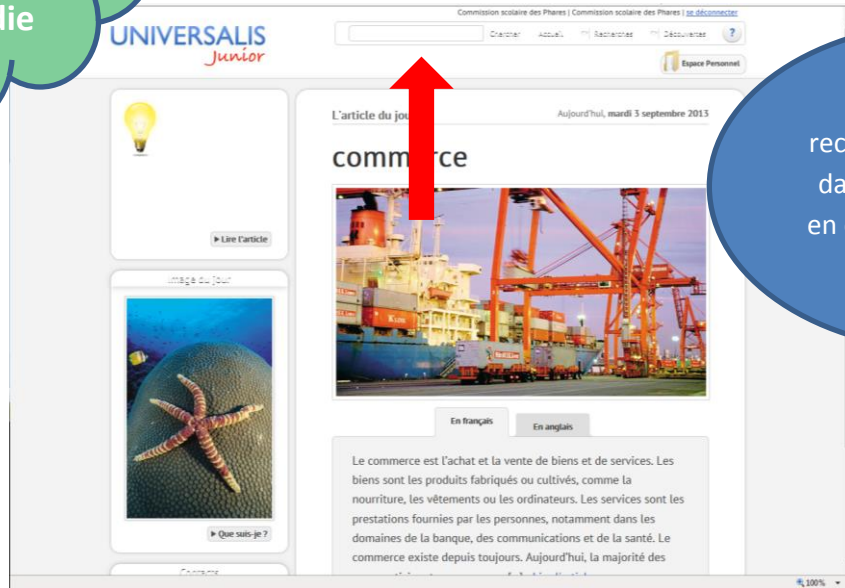 die
Commission scolaire des Phares | Commission scolaire des Phares | se déconnecter
UNIVERSALIS
Junior
Chercher Accueil Recherches Découvertes ?
Espace Personnel
L'article du jou
Aujourd'hui, mardi 3 septembre 2013
commerce
Lire l'article
Image du jour
Que suis-je ?
En français
En anglais
Le commerce est l'achat et la vente de biens et de services. Les
biens sont les produits fabriqués ou cultivés, comme la
nourriture, les vêtements ou les ordinateurs. Les services sont les
prestations fournies par les personnes, notamment dans les
domaines de la banque, des communications et de la santé. Le
commerce existe depuis toujours. Aujourd'hui, la majorité des
rec
da
en
100%